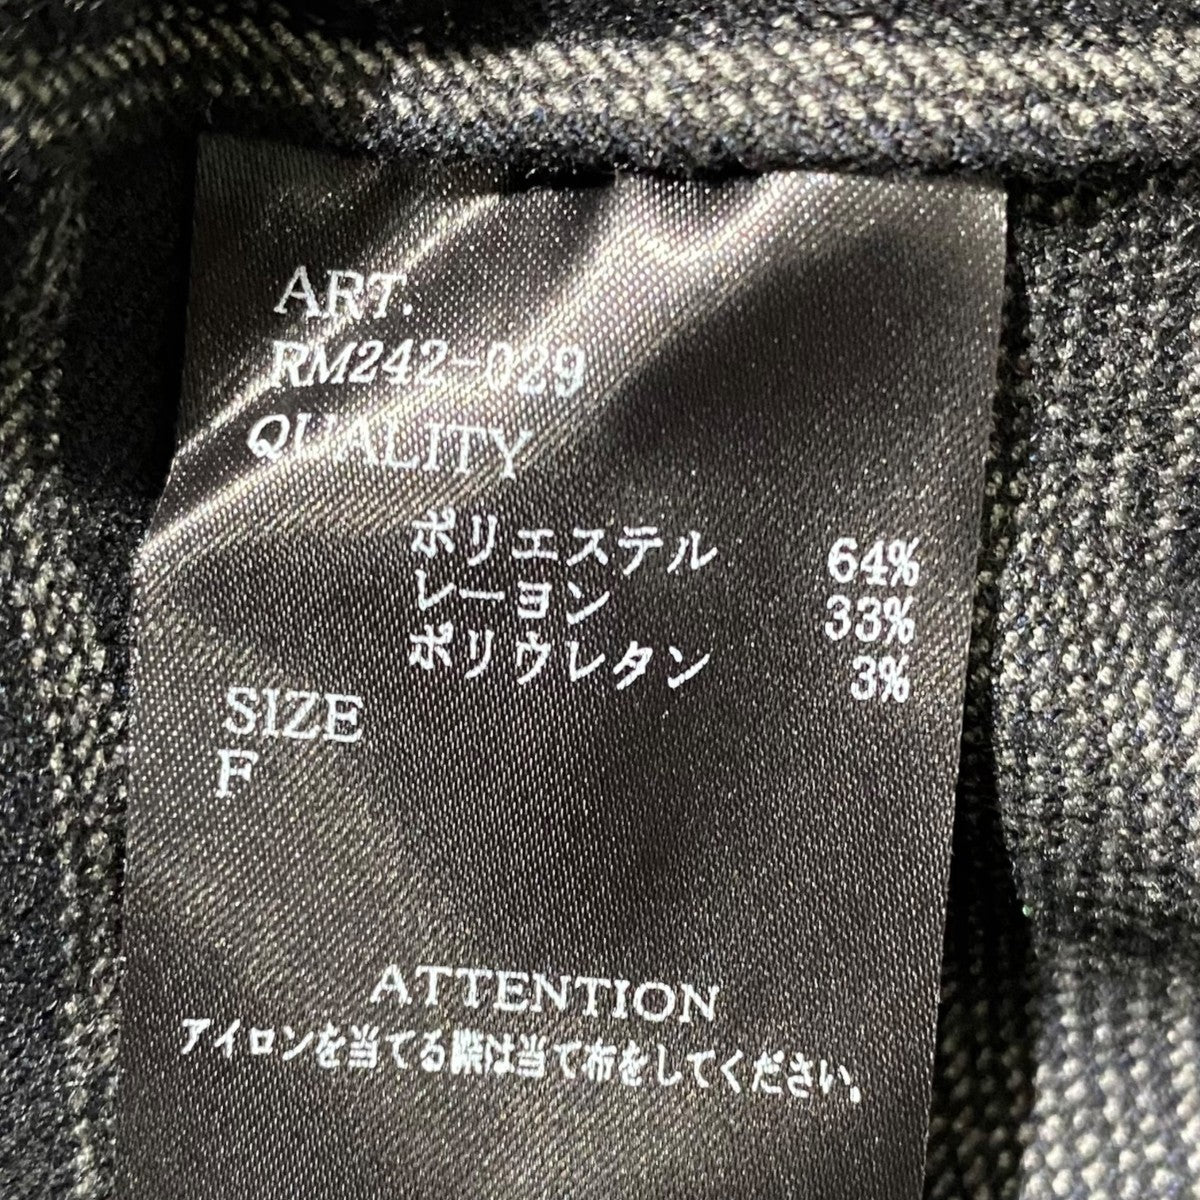 ART.
RM242-029
QUALITY
ポリエステル 64%
レーヨン 33%
ポリウレタン 3%
SIZE
F
ATTENTION
アイロンを当てる際は当て布をしてください。